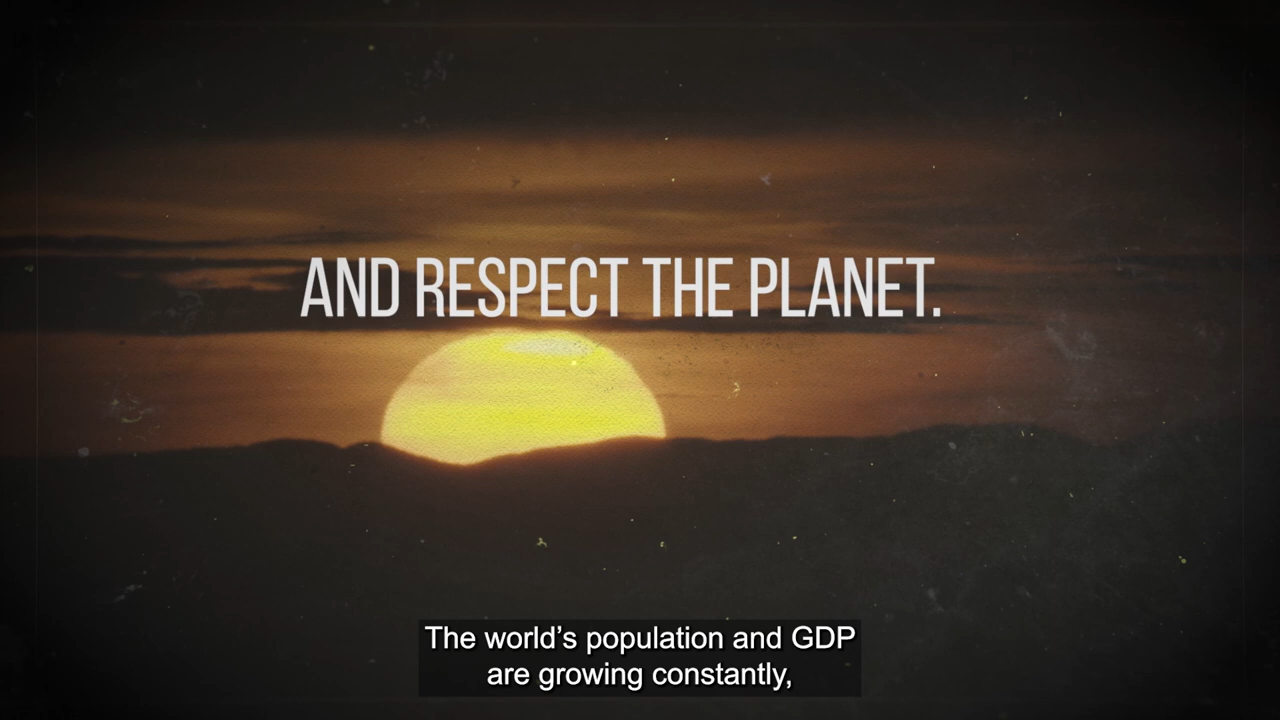 AND RESPECT THE PLANET.
The world’s population and GDP
are growing constantly,